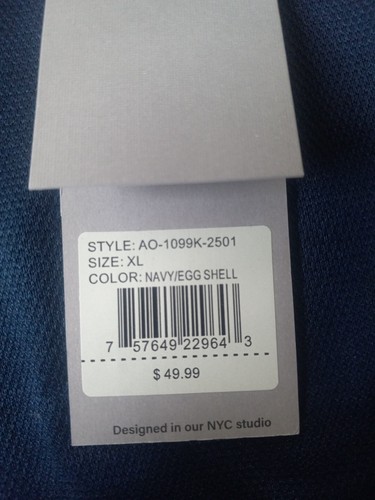 STYLE: AO-1099K-2501
SIZE: XL
COLOR: NAVY/EGG SHELL
7 57649 22964 3
$ 49.99
Designed in our NYC studio